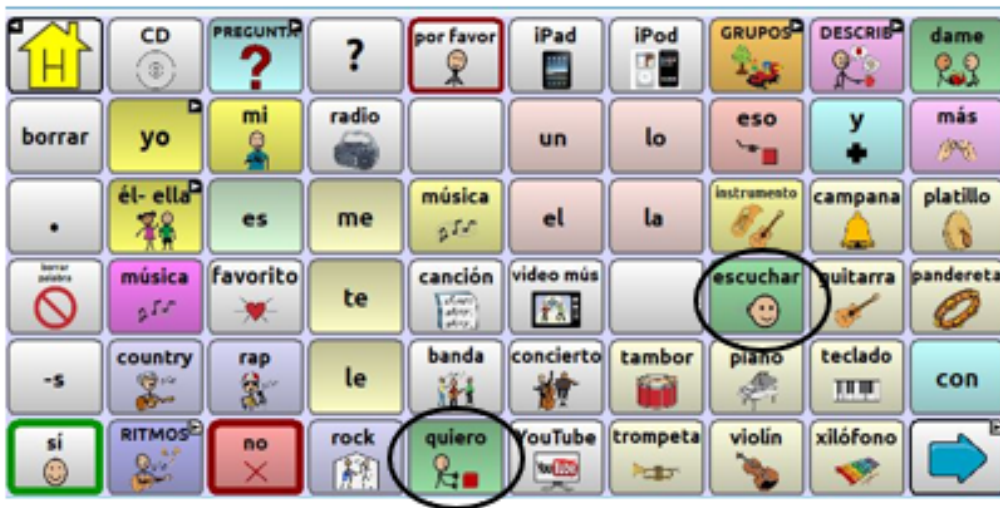 H
CD
PREGUNTA
?
por favor
iPad
iPod
GRUPOS
DESCRIB
dame
borrar
yo
mi
radio
un
lo
eso
y
más
.
él- ella
es
me
música
el
la
instrumento
campana
platillo
borrar
palabra
música
favorito
te
canción
video mús
escuchar
guitarra
pandereta
-s
country
rap
le
banda
concierto
tambor
piano
teclado
con
sí
RITMOS
no
rock
quiero
YouTube
You Tube
trompeta
violín
xilófono